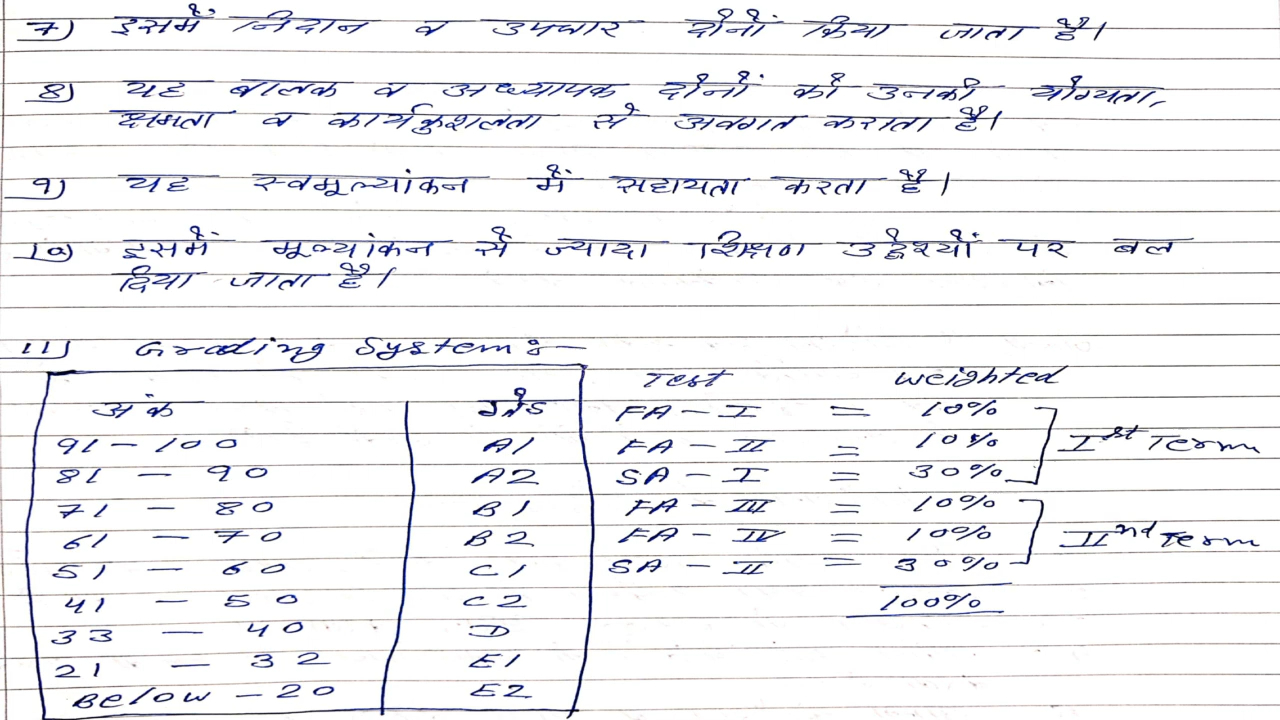 7) इसमें निदान व उपचार दोनों किया जाता है।
8) यह बालक व अध्यापक दोनों को उनकी योग्यता,
क्षमता व कार्यकुशलता से अवगत कराता है।
9) यह स्वमूल्यांकन में सहायता करता है।
10) इसमें मूल्यांकन से ज्यादा शिक्षण उद्देश्यों पर बल
दिया जाता है।
11) Grading System :-
अंक ग्रेड
91 - 100 A1
81 - 90 A2
71 - 80 B1
61 - 70 B2
51 - 60 C1
41 - 50 C2
33 - 40 D
21 - 32 E1
Below - 20 E2
Test weighted
FA - I = 10%
FA - II = 10%
SA - I = 30%
Ist Term
FA - III = 10%
FA - IV = 10%
SA - II = 30%
IInd Term
100%